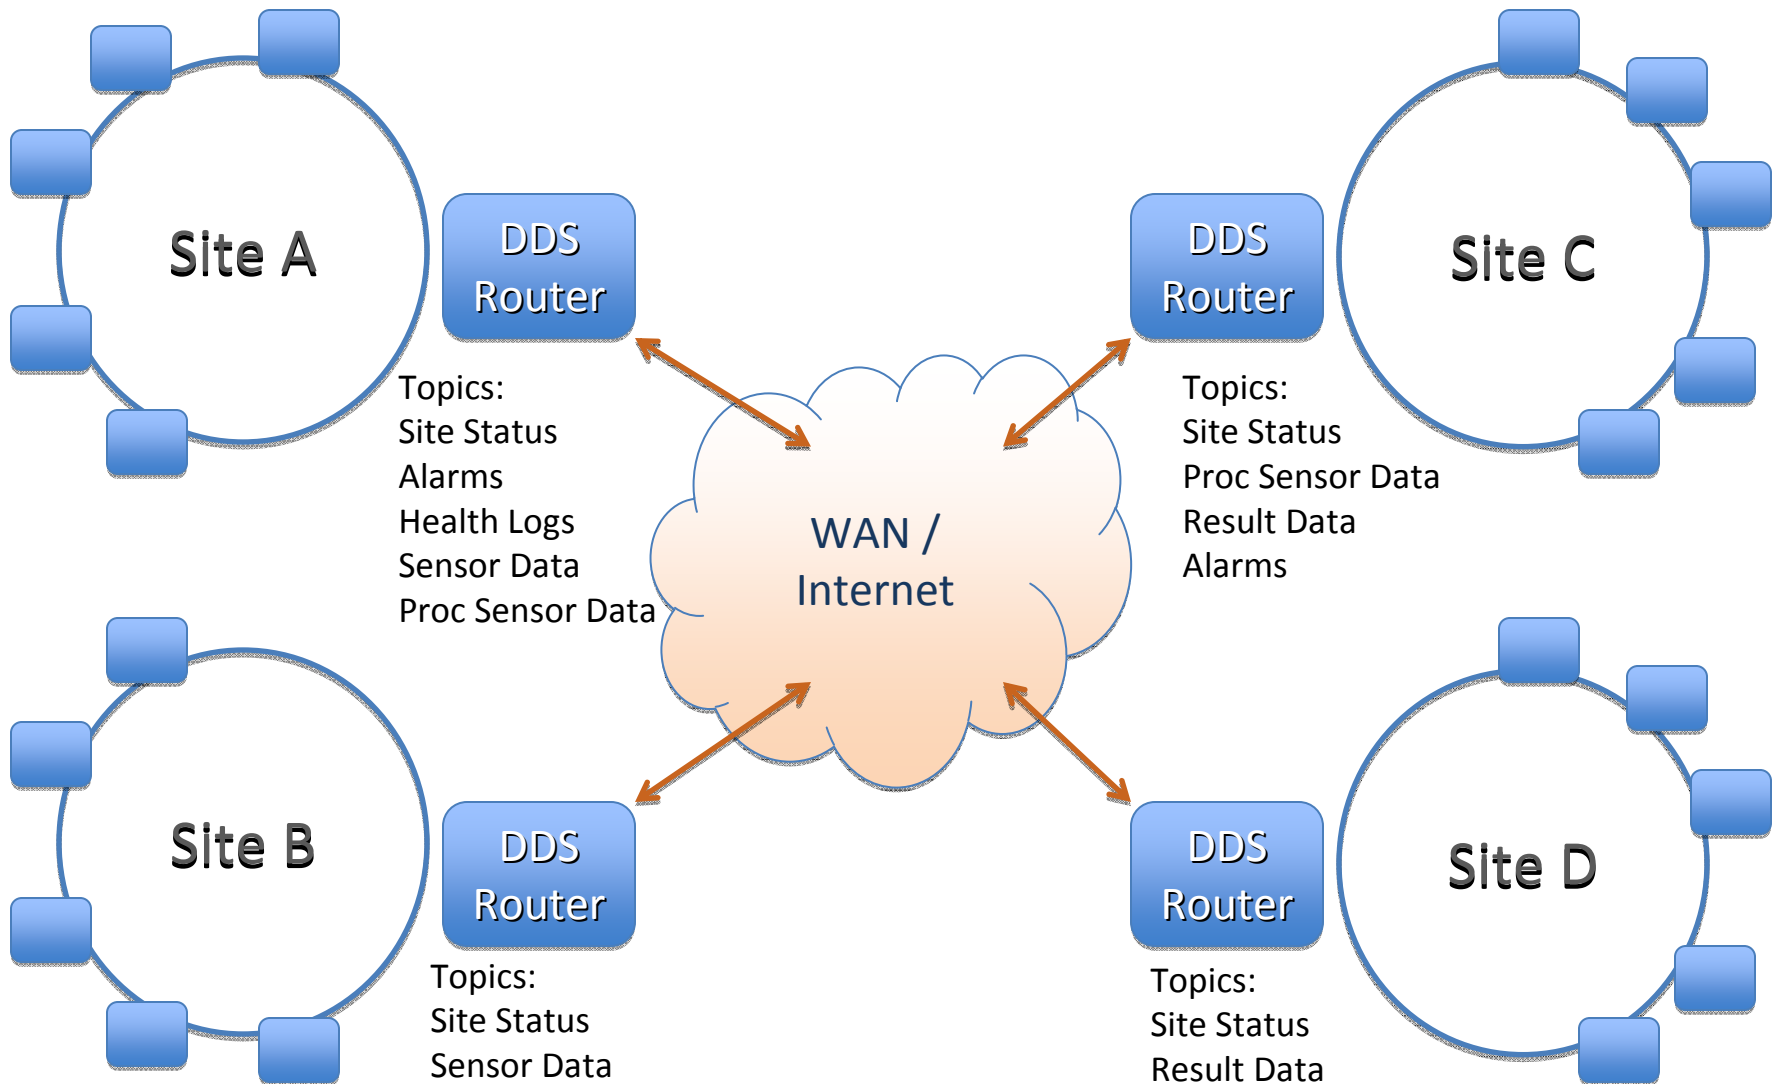 Site A
DDS
Router
Topics:
Site Status
Alarms
Health Logs
Sensor Data
Proc Sensor Data
DDS
Router
Site C
Topics:
Site Status
Proc Sensor Data
Result Data
Alarms
WAN /
Internet
Site B
DDS
Router
Topics:
Site Status
Sensor Data
DDS
Router
Site D
Topics:
Site Status
Result Data